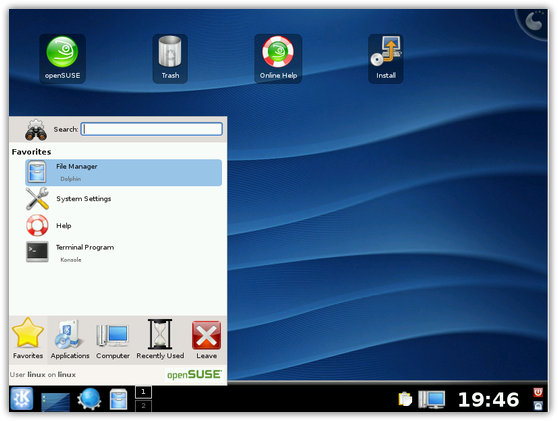 openSUSE
Trash
Online Help
Install
Search:
Favorites
File Manager
Dolphin
System Settings
Help
Terminal Program
Konsole
Favorites
Applications
Computer
Recently Used
Leave
User linux on linux
openSUSE
1
2
19:46